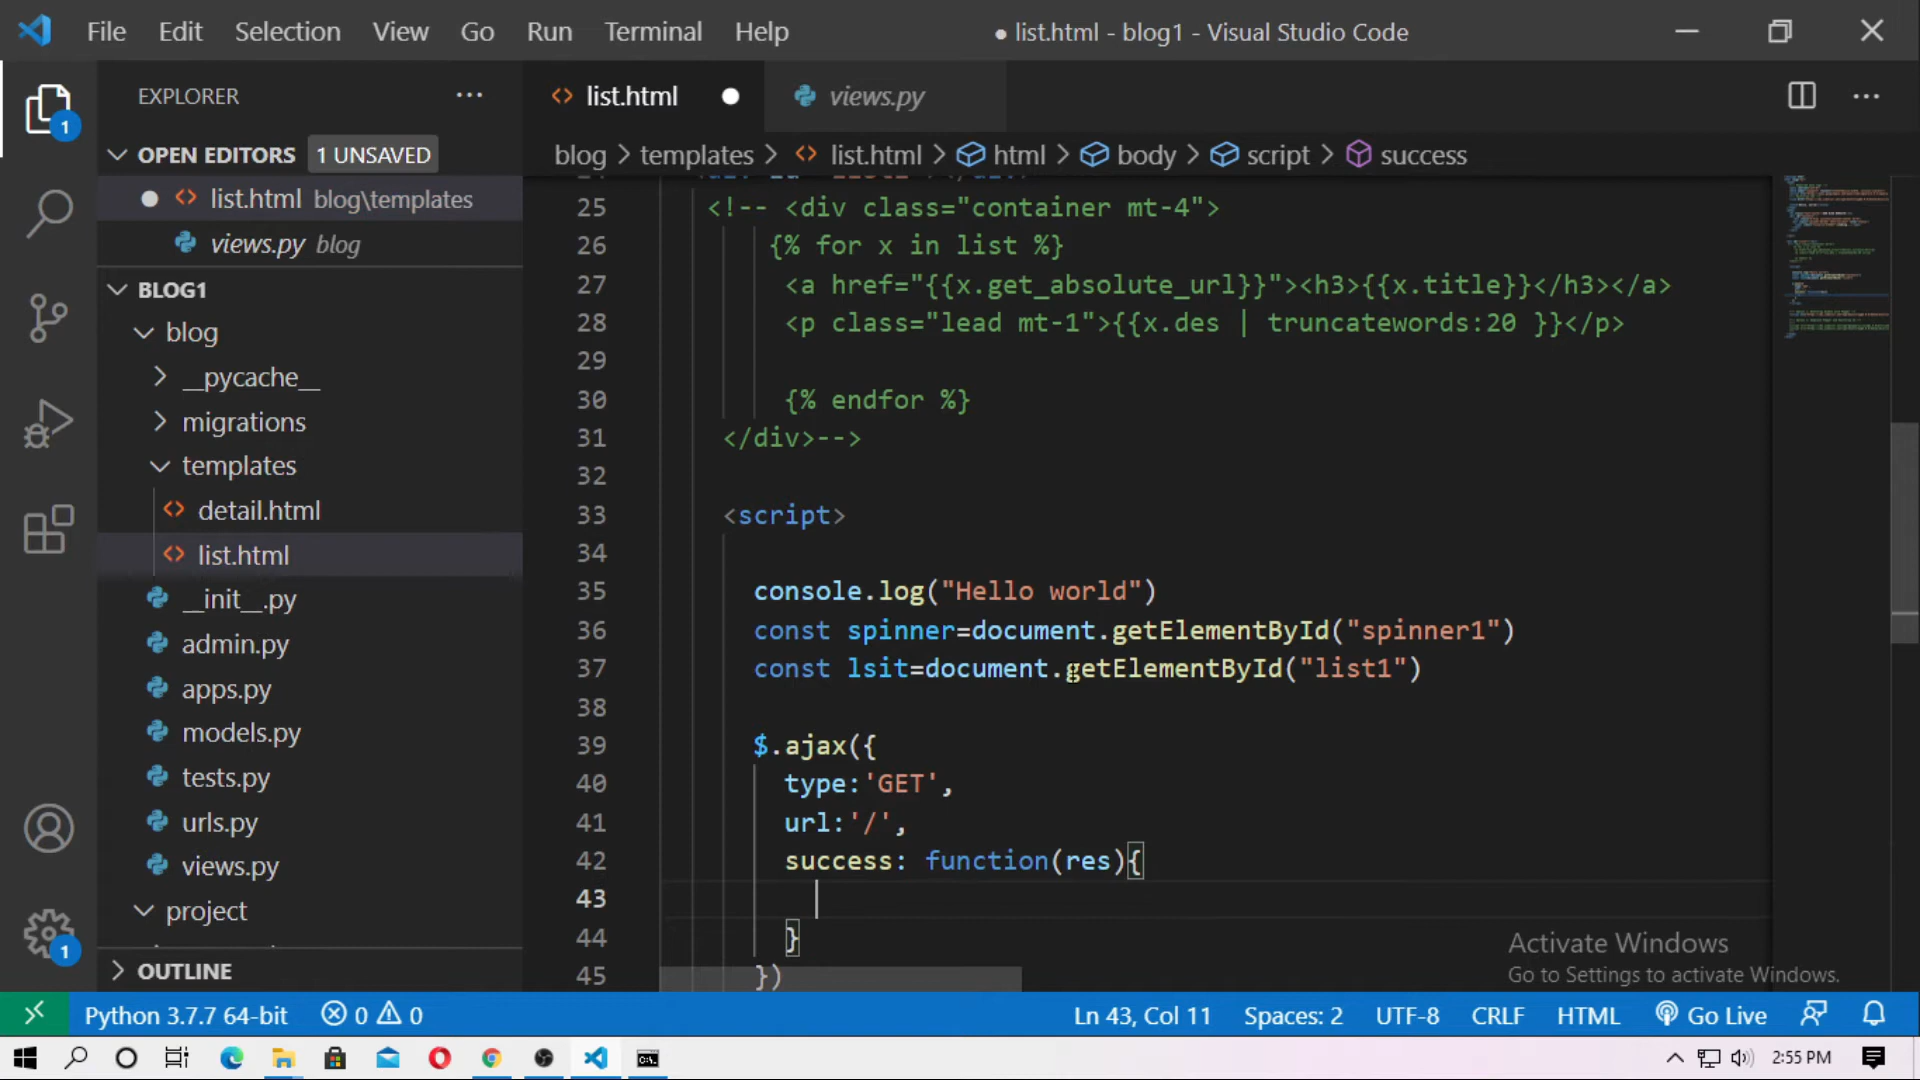 File Edit Selection View Go Run Terminal Help
● list.html - blog1 - Visual Studio Code
EXPLORER
list.html
views.py
1
OPEN EDITORS
1 UNSAVED
blog > templates > list.html > html > body > script > success
list.html blog\templates
views.py blog
BLOG1
blog
__pycache__
migrations
templates
detail.html
list.html
__init__.py
admin.py
apps.py
models.py
tests.py
urls.py
views.py
project
OUTLINE
1
25 <!-- <div class="container mt-4">
26 {% for x in list %}
27 <a href="{{x.get_absolute_url}}"><h3>{{x.title}}</h3></a>
28 <p class="lead mt-1">{{x.des | truncatewords:20 }}</p>
29
30 {% endfor %}
31 </div>-->
32
33 <script>
34
35 console.log("Hello world")
36 const spinner=document.getElementById("spinner1")
37 const lsit=document.getElementById("list1")
38
39 $.ajax({
40 type:'GET',
41 url:'/',
42 success: function(res){
43
44 }
45 })
Activate Windows
Go to Settings to activate Windows.
Python 3.7.7 64-bit 0 0 Ln 43, Col 11 Spaces: 2 UTF-8 CRLF HTML Go Live
2:55 PM